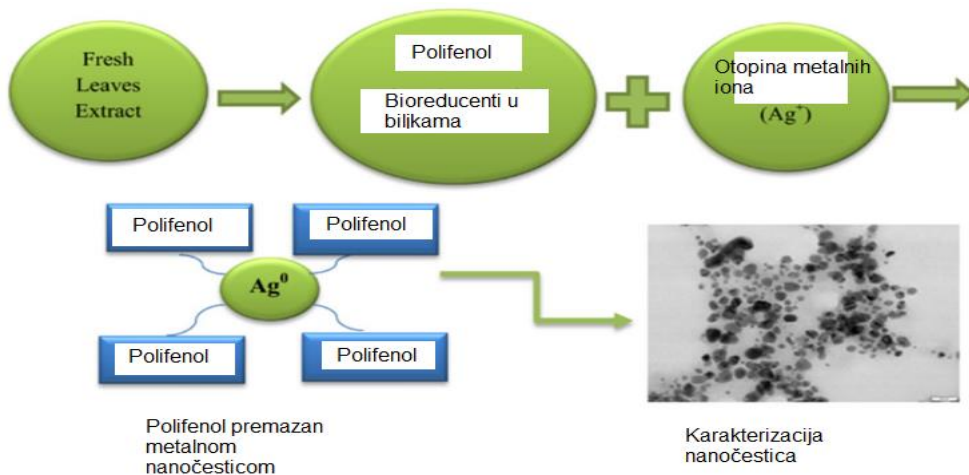 Fresh
Leaves
Extract
Polifenol
Bioreducenti u
biljkama
Otopina metalnih
iona
(Ag⁺)
Polifenol
Polifenol
Ag⁰
Polifenol
Polifenol
Polifenol premazan
metalnom
nanočesticom
Karakterizacija
nanočestica